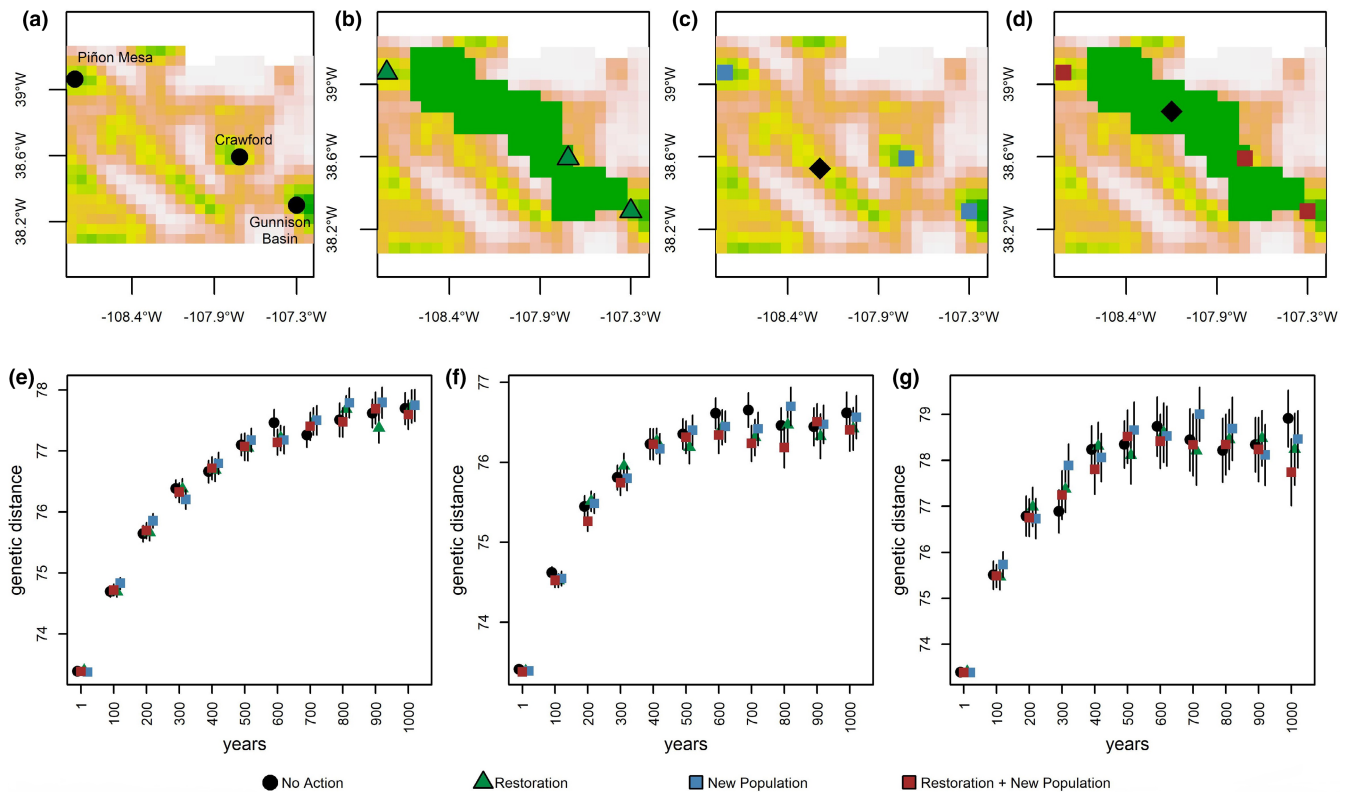 (a) (b) (c) (d)
Piñon Mesa
Crawford
Gunnison
Basin
39°W 38.6°W 38.2°W
39°W 38.6°W 38.2°W
39°W 38.6°W 38.2°W
39°W 38.6°W 38.2°W
-108.4°W -107.9°W -107.3°W
-108.4°W -107.9°W -107.3°W
-108.4°W -107.9°W -107.3°W
-108.4°W -107.9°W -107.3°W
(e)
genetic distance
78
77
76
75
74
1 100 200 300 400 500 600 700 800 900 1000
years
(f)
genetic distance
77
76
75
74
1 100 200 300 400 500 600 700 800 900 1000
years
(g)
genetic distance
79
78
77
76
75
74
1 100 200 300 400 500 600 700 800 900 1000
years
No Action Restoration New Population Restoration + New Population